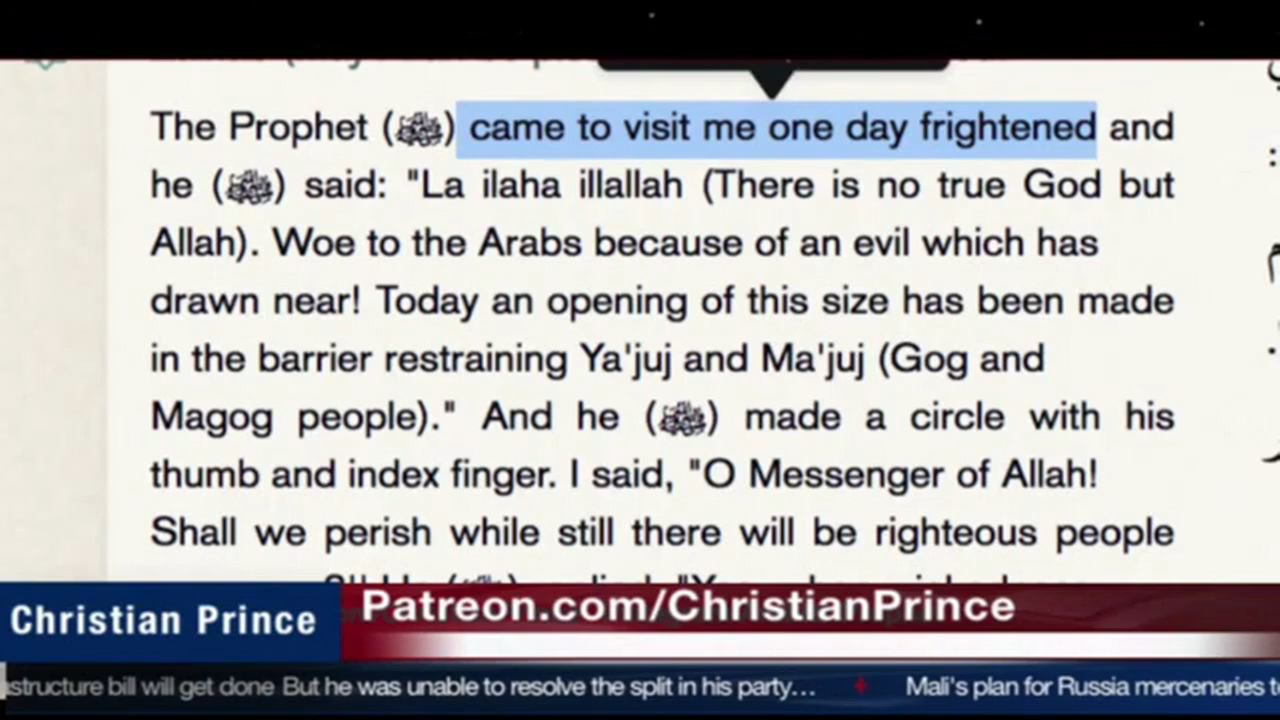 The Prophet (ﷺ) came to visit me one day frightened and
he (ﷺ) said: "La ilaha illallah (There is no true God but
Allah). Woe to the Arabs because of an evil which has
drawn near! Today an opening of this size has been made
in the barrier restraining Ya'juj and Ma'juj (Gog and
Magog people)." And he (ﷺ) made a circle with his
thumb and index finger. I said, "O Messenger of Allah!
Shall we perish while still there will be righteous people
Christian Prince
Patreon.com/ChristianPrince
structure bill will get done But he was unable to resolve the split in his party... Mali's plan for Russia mercenaries